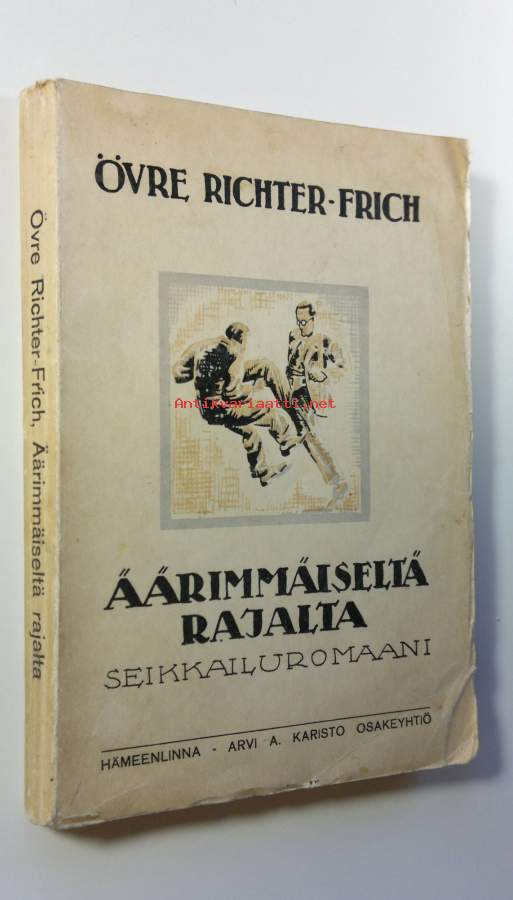 ÖVRE RICHTER-FRICH
Antikvariaatti.net
ÄÄRIMMÄISELTÄ
RAJALTA
SEIKKAILUROMAANI
HÄMEENLINNA - ARVI A. KARISTO OSAKEYHTIÖ
Övre Richter-Frich, Äärimmäiseltä rajalta